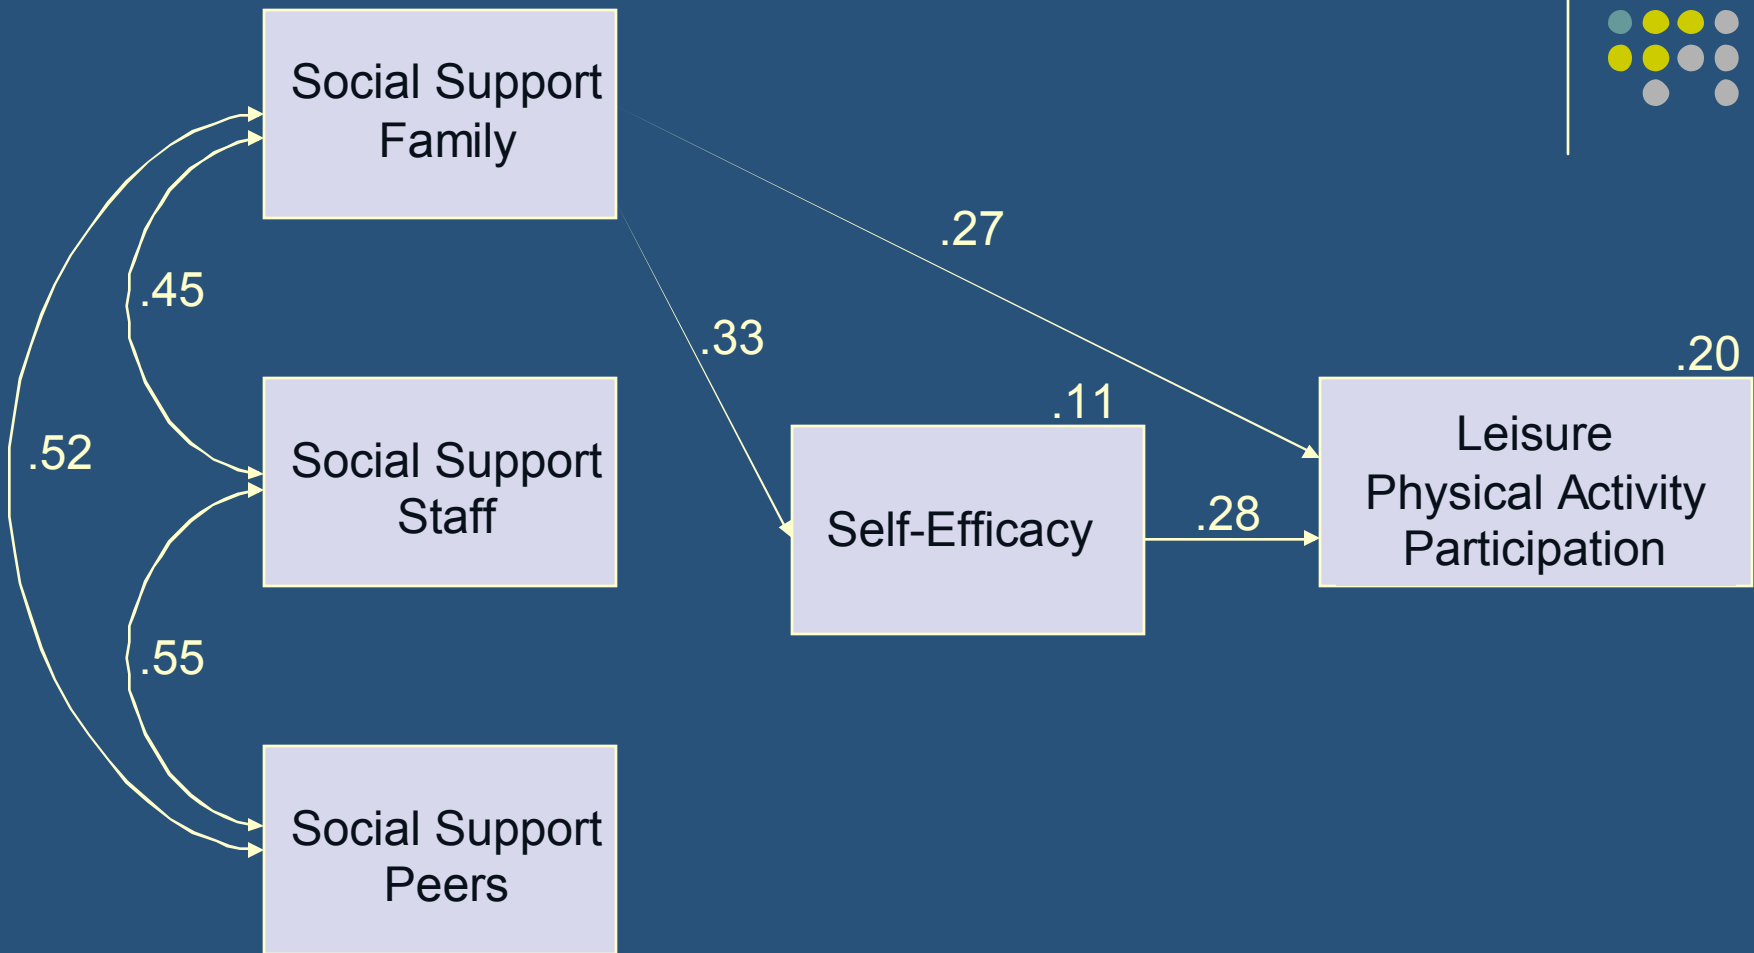 Social Support
Family
.27
.45
.33
.20
.11
Leisure
Physical Activity
Participation
.52
Social Support
Staff
Self-Efficacy
.28
.55
Social Support
Peers